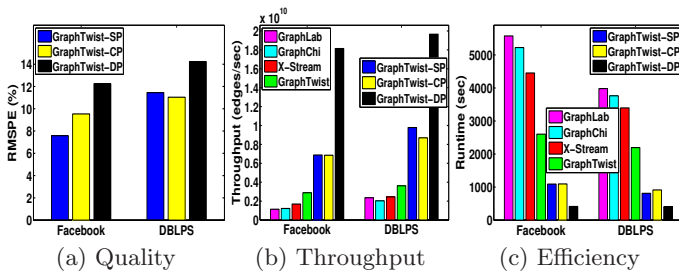 GraphTwist-SP
GraphTwist-CP
GraphTwist-DP
RMSPE (%)
14
12
10
8
6
4
2
0
Facebook
DBLPS
(a) Quality
x 10^10
Throughput (edges/sec)
2
1.8
1.6
1.4
1.2
1
0.8
0.6
0.4
0.2
0
GraphLab
GraphChi
X-Stream
GraphTwist
GraphTwist-SP
GraphTwist-CP
GraphTwist-DP
Facebook
DBLPS
(b) Throughput
Runtime (sec)
5000
4000
3000
2000
1000
0
GraphTwist-SP
GraphTwist-CP
GraphTwist-DP
GraphLab
GraphChi
X-Stream
GraphTwist
Facebook
DBLPS
(c) Efficiency